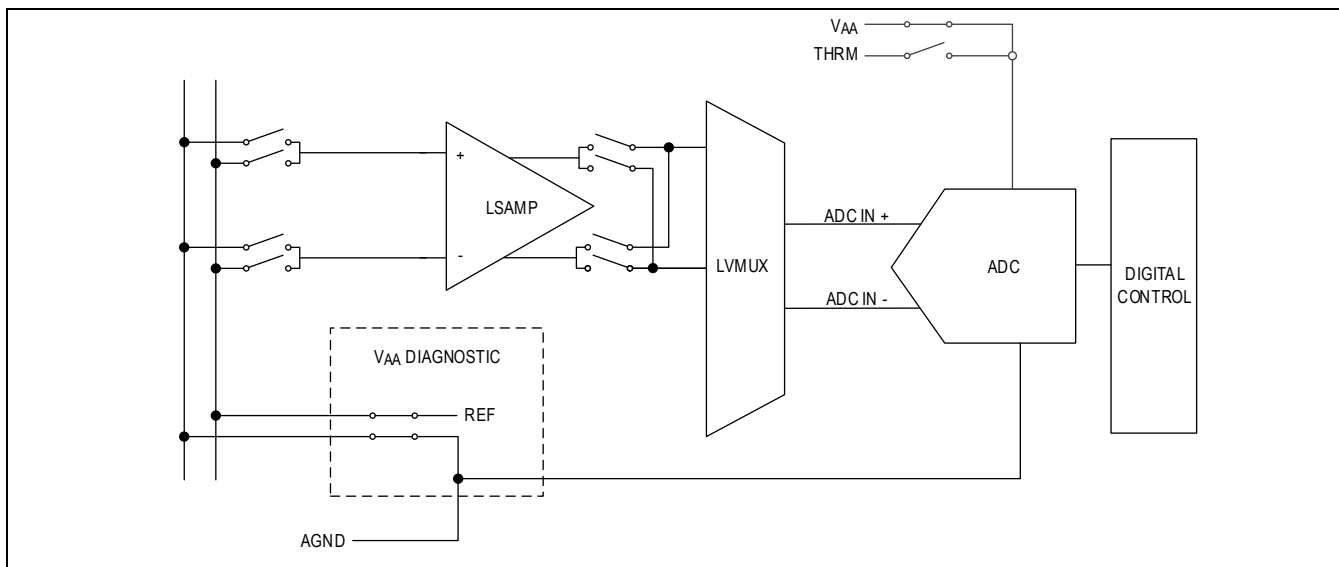 VAA
THRM
+
LSAMP
-
LVMUX
ADC IN +
ADC IN -
ADC
DIGITAL
CONTROL
VAA DIAGNOSTIC
REF
AGND